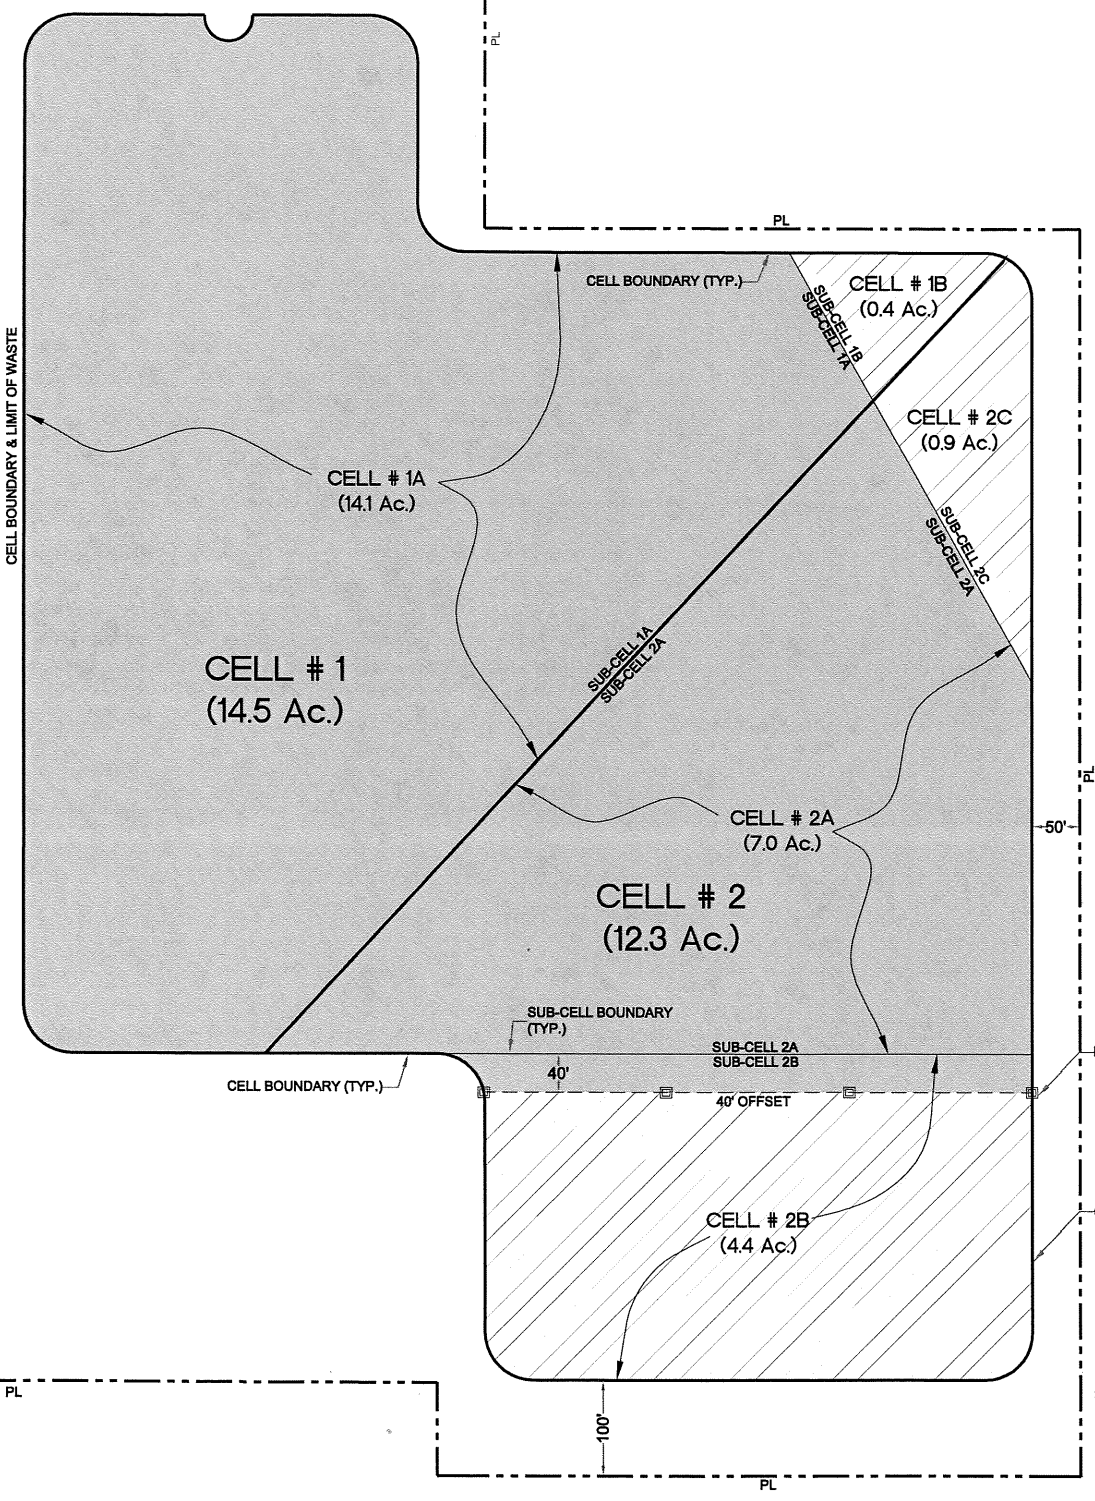 PL
PL
CELL BOUNDARY (TYP.)
CELL # 1B
(0.4 Ac.)
SUB-CELL 1B
SUB-CELL 1A
CELL BOUNDARY & LIMIT OF WASTE
CELL # 2C
(0.9 Ac.)
CELL # 1A
(14.1 Ac.)
SUB-CELL 2C
SUB-CELL 2A
SUB-CELL 1A
SUB-CELL 2A
CELL # 1
(14.5 Ac.)
PL
CELL # 2A
(7.0 Ac.)
50'
CELL # 2
(12.3 Ac.)
SUB-CELL BOUNDARY
(TYP.)
SUB-CELL 2A
SUB-CELL 2B
40'
CELL BOUNDARY (TYP.)
40' OFFSET
CELL # 2B
(4.4 Ac.)
PL
100'
PL